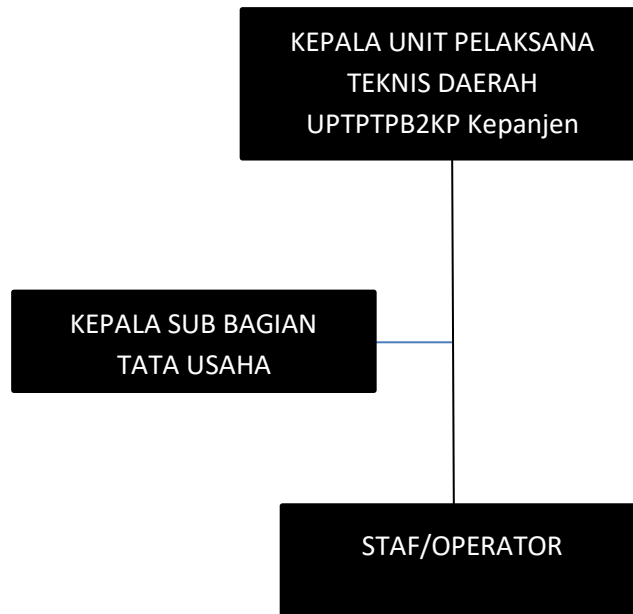 KEPALA UNIT PELAKSANA
TEKNIS DAERAH
UPTPTPB2KP Kepanjen
KEPALA SUB BAGIAN
TATA USAHA
STAF/OPERATOR